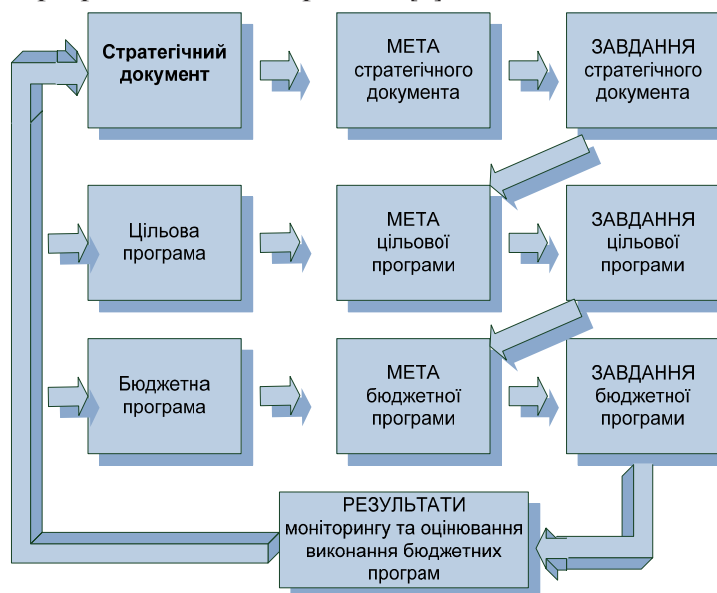 Стратегічний
документ
МЕТА
стратегічного
документа
ЗАВДАННЯ
стратегічного
документа
Цільова
програма
МЕТА
цільової
програми
ЗАВДАННЯ
цільової
програми
Бюджетна
програма
МЕТА
бюджетної
програми
ЗАВДАННЯ
бюджетної
програми
РЕЗУЛЬТАТИ
моніторингу та оцінювання
виконання бюджетних
програм